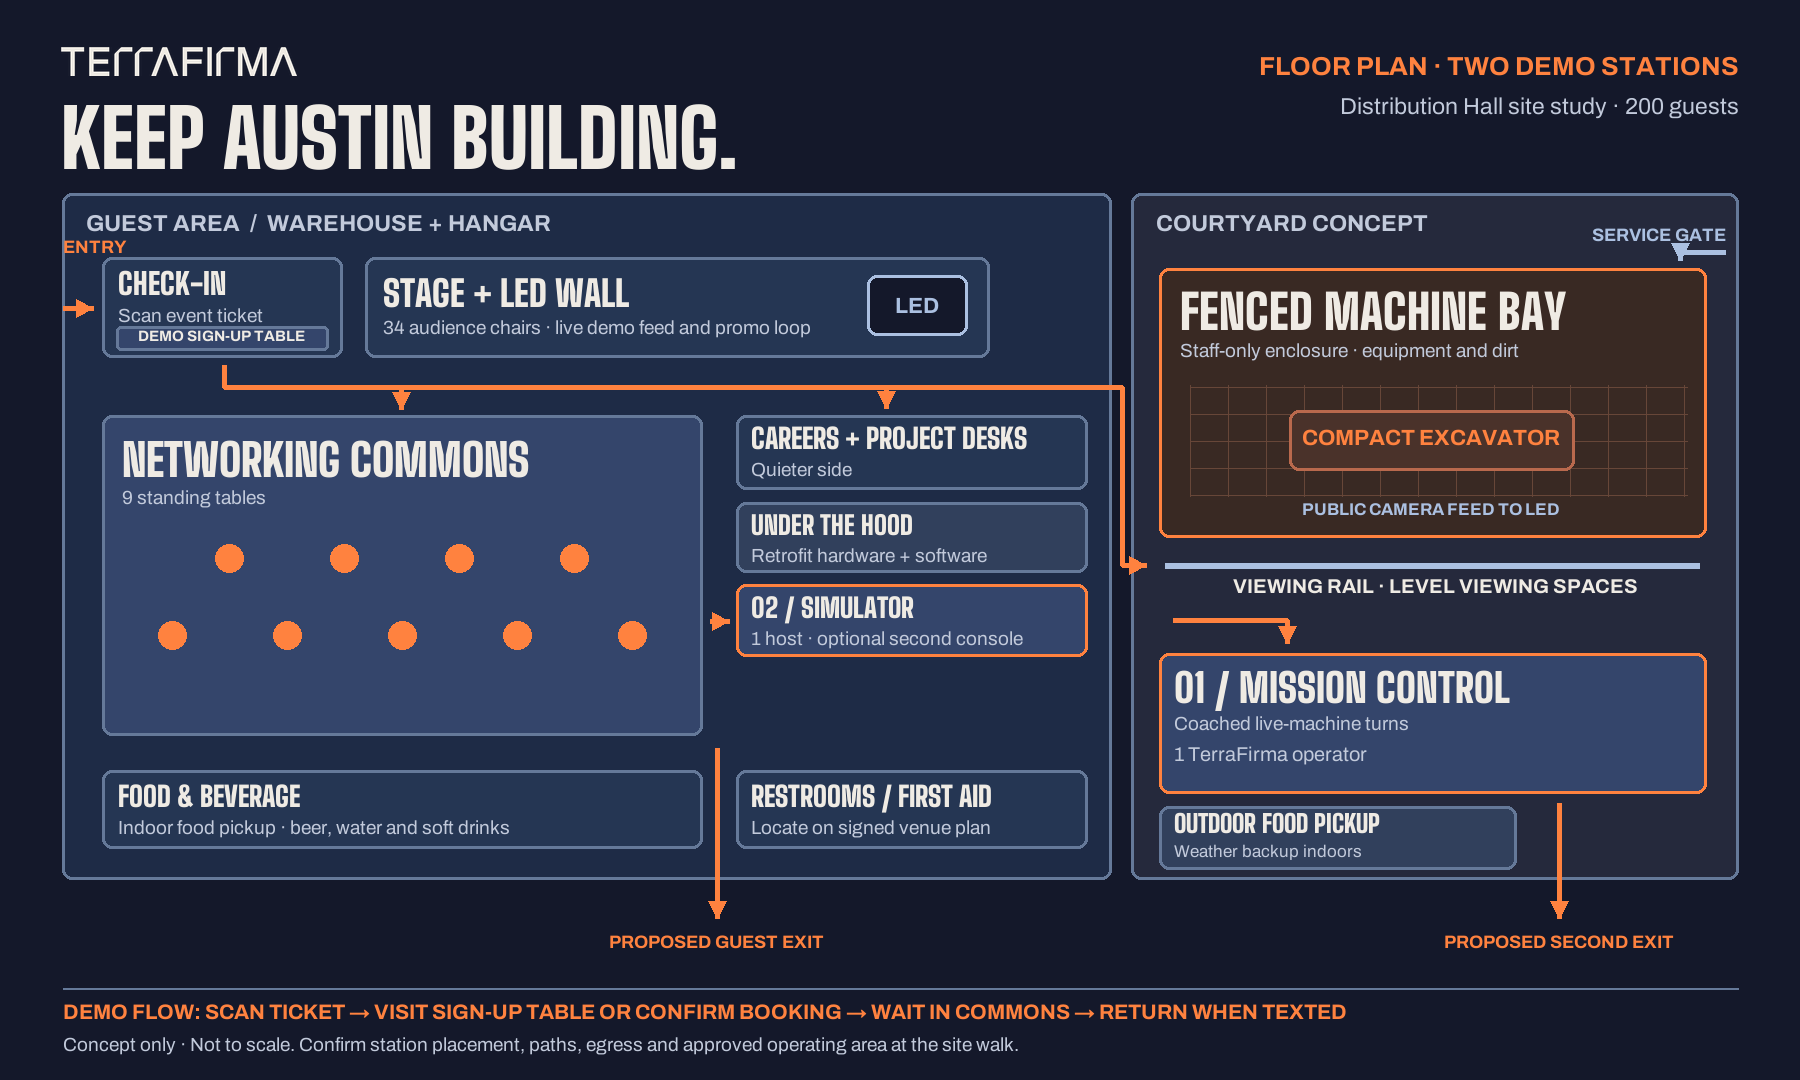 TERRAFIRMA
KEEP AUSTIN BUILDING.
FLOOR PLAN · TWO DEMO STATIONS
Distribution Hall site study · 200 guests
GUEST AREA / WAREHOUSE + HANGAR
ENTRY
CHECK-IN
Scan event ticket
DEMO SIGN-UP TABLE
STAGE + LED WALL
34 audience chairs · live demo feed and promo loop
LED
NETWORKING COMMONS
9 standing tables
CAREERS + PROJECT DESKS
Quieter side
UNDER THE HOOD
Retrofit hardware + software
02 / SIMULATOR
1 host · optional second console
FOOD & BEVERAGE
Indoor food pickup · beer, water and soft drinks
RESTROOMS / FIRST AID
Locate on signed venue plan
COURTYARD CONCEPT
SERVICE GATE
FENCED MACHINE BAY
Staff-only enclosure · equipment and dirt
COMPACT EXCAVATOR
PUBLIC CAMERA FEED TO LED
VIEWING RAIL · LEVEL VIEWING SPACES
01 / MISSION CONTROL
Coached live-machine turns
1 TerraFirma operator
OUTDOOR FOOD PICKUP
Weather backup indoors
PROPOSED GUEST EXIT
PROPOSED SECOND EXIT
DEMO FLOW: SCAN TICKET → VISIT SIGN-UP TABLE OR CONFIRM BOOKING → WAIT IN COMMONS → RETURN WHEN TEXTED
Concept only · Not to scale. Confirm station placement, paths, egress and approved operating area at the site walk.